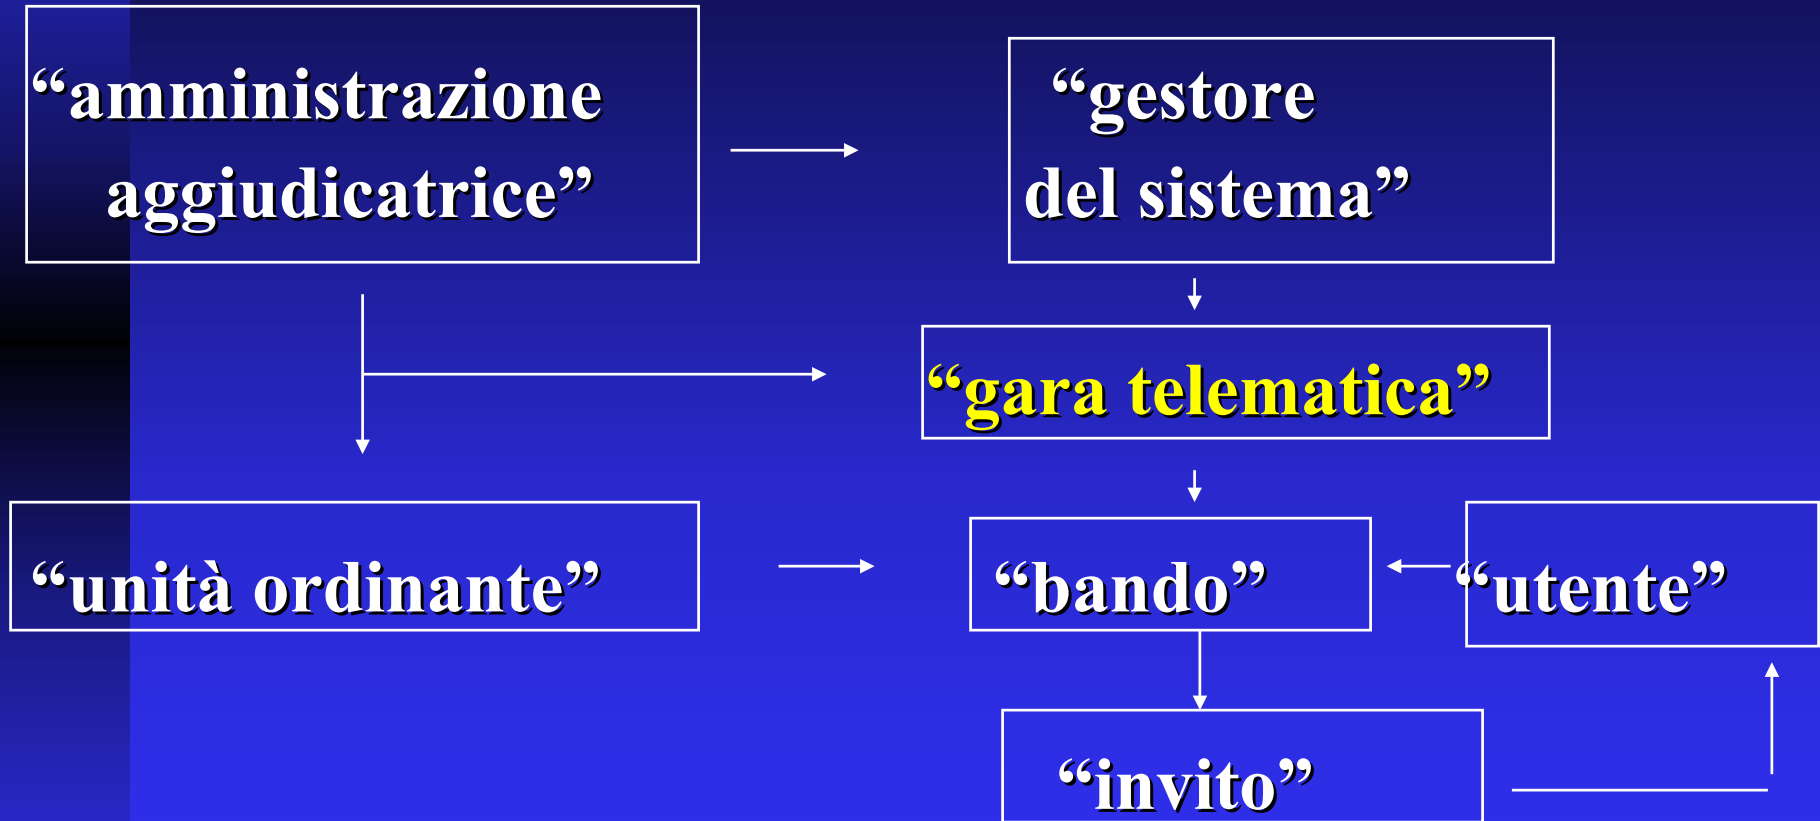 “amministrazione
aggiudicatrice”
“gestore
del sistema”
“gara telematica”
“unità ordinante”
“bando”
“utente”
“invito”